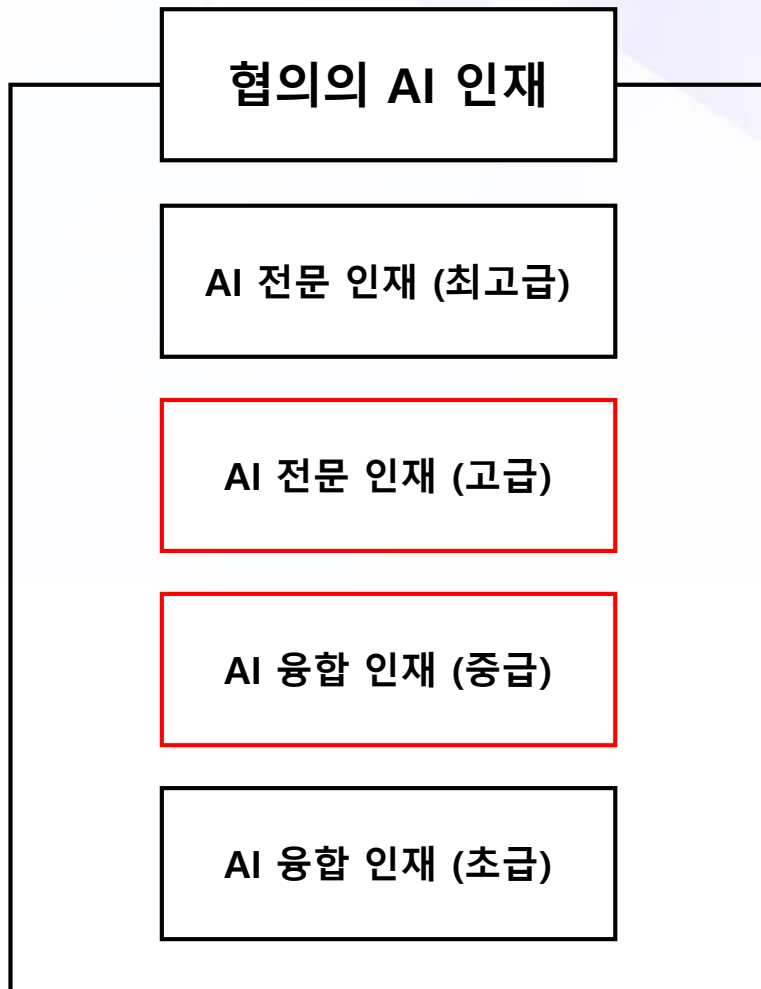 협의의 AI 인재
AI 전문 인재 (최고급)
AI 전문 인재 (고급)
AI 융합 인재 (중급)
AI 융합 인재 (초급)